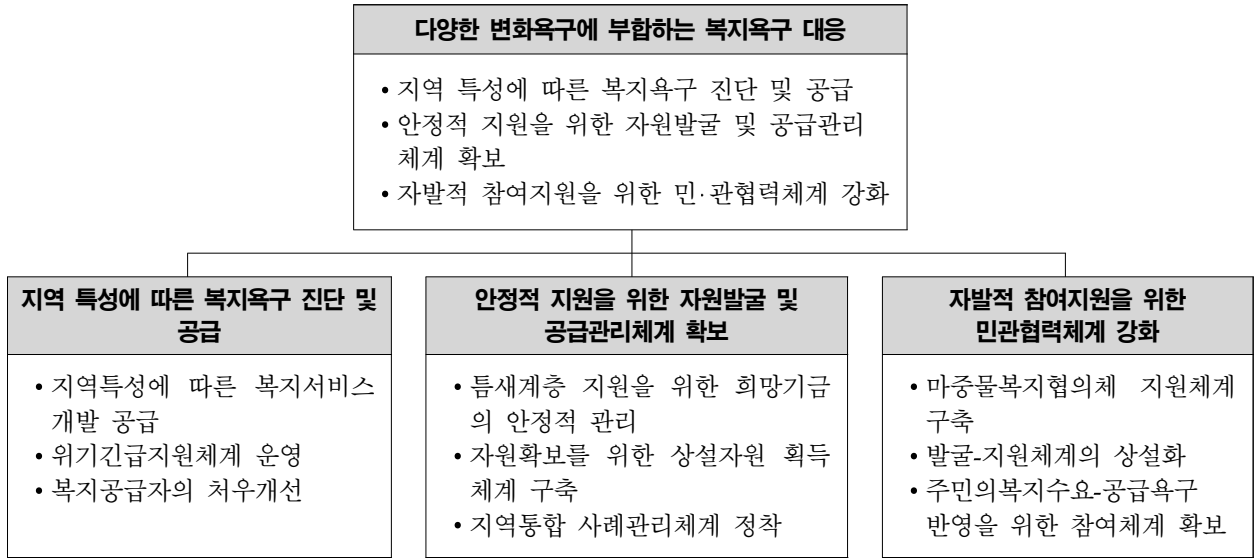 다양한 변화욕구에 부합하는 복지욕구 대응
• 지역 특성에 따른 복지욕구 진단 및 공급
• 안정적 지원을 위한 자원발굴 및 공급관리
체계 확보
• 자발적 참여지원을 위한 민·관협력체계 강화
지역 특성에 따른 복지욕구 진단 및
공급
• 지역특성에 따른 복지서비스
개발 공급
• 위기긴급지원체계 운영
• 복지공급자의 처우개선
안정적 지원을 위한 자원발굴 및
공급관리체계 확보
• 틈새계층 지원을 위한 희망기금
의 안정적 관리
• 자원확보를 위한 상설자원 획득
체계 구축
• 지역통합 사례관리체계 정착
자발적 참여지원을 위한
민관협력체계 강화
• 마중물복지협의체 지원체계
구축
• 발굴-지원체계의 상설화
• 주민의복지수요-공급욕구
반영을 위한 참여체계 확보